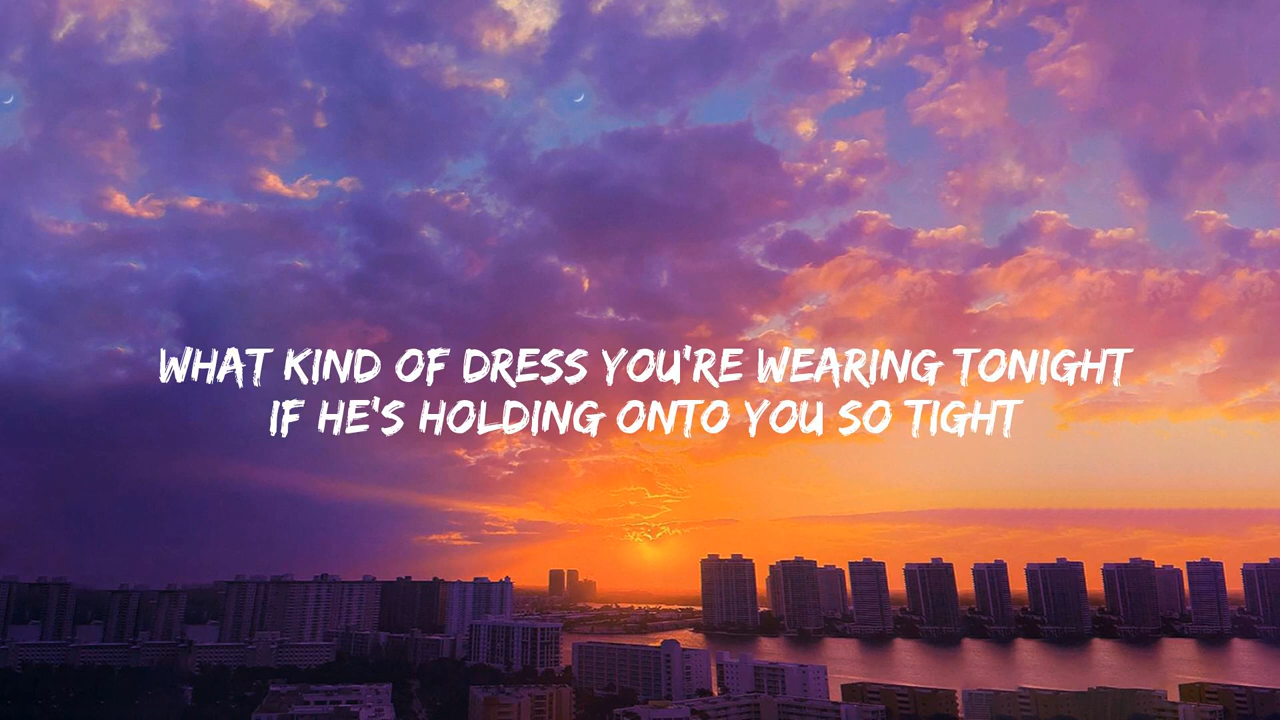 WHAT KIND OF DRESS YOU'RE WEARING TONIGHT
IF HE'S HOLDING ONTO YOU SO TIGHT